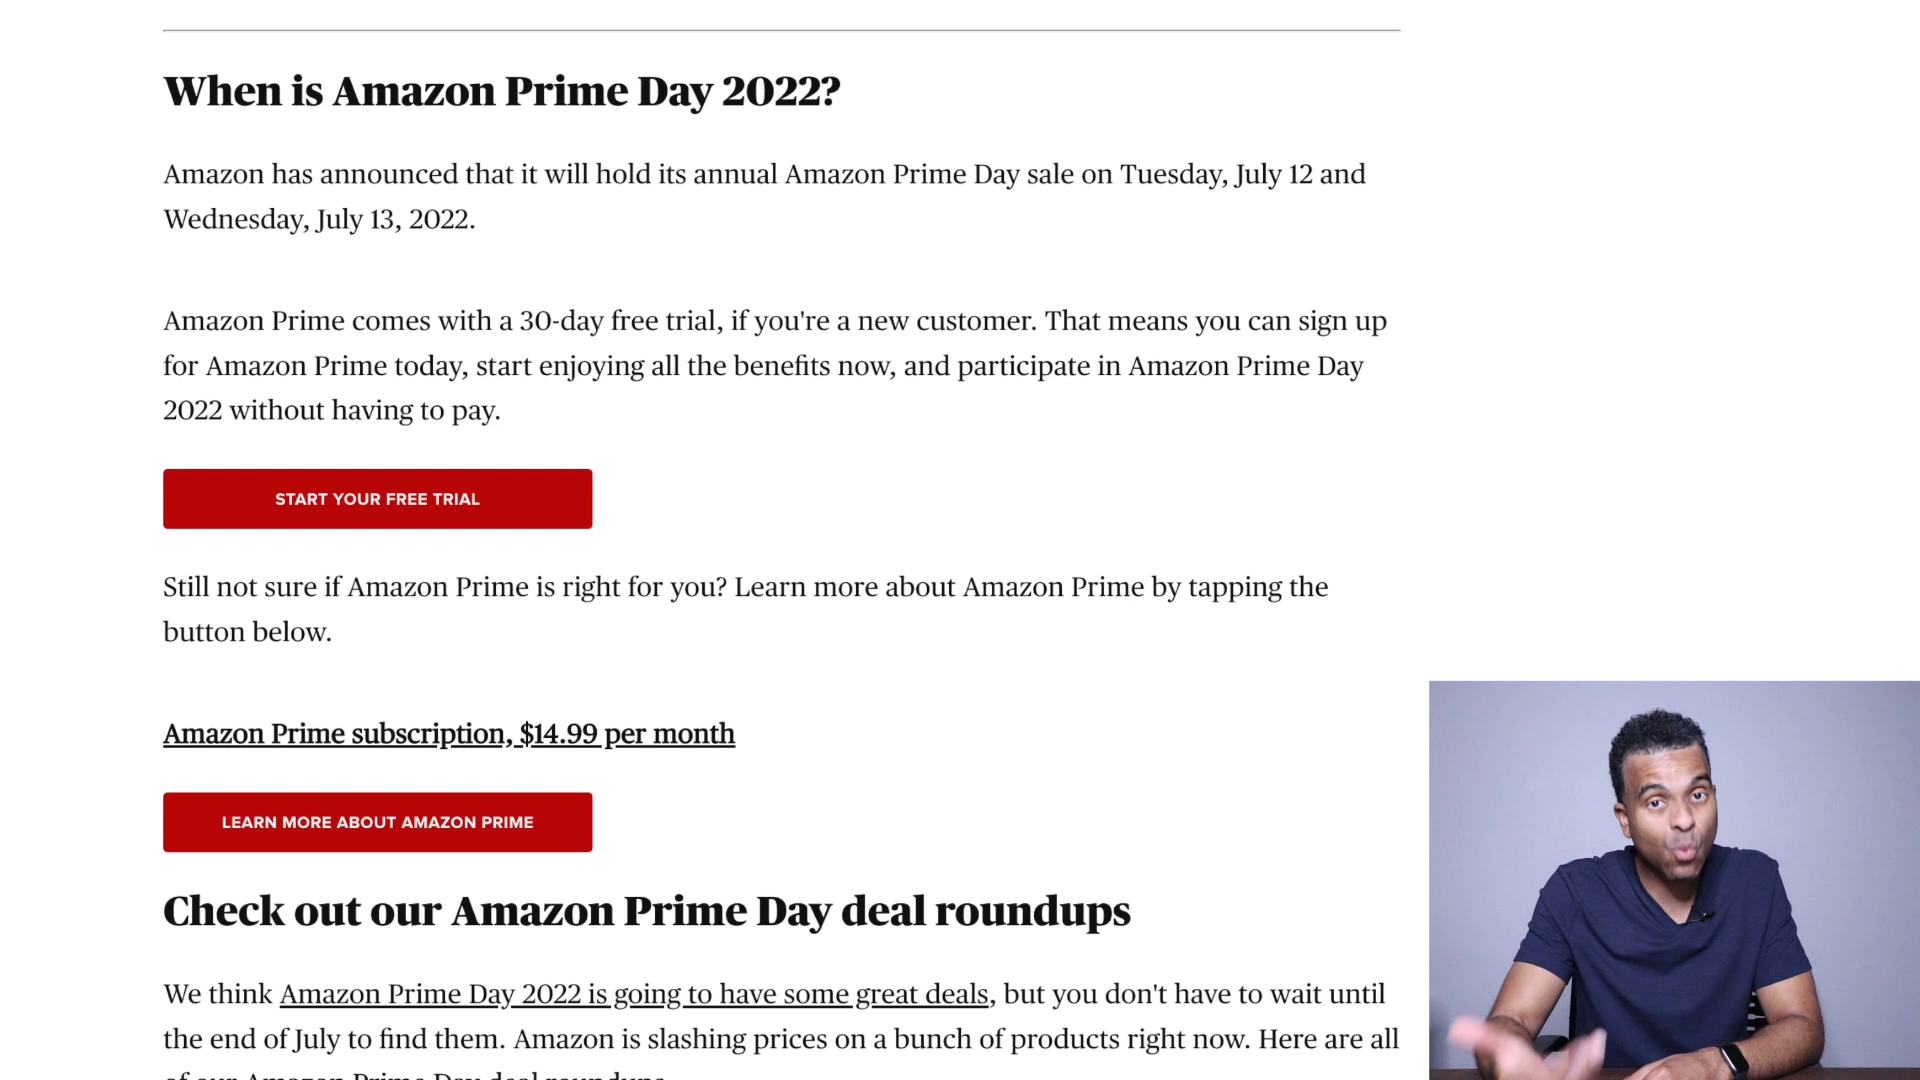 When is Amazon Prime Day 2022?
Amazon has announced that it will hold its annual Amazon Prime Day sale on Tuesday, July 12 and
Wednesday, July 13, 2022.
Amazon Prime comes with a 30-day free trial, if you're a new customer. That means you can sign up
for Amazon Prime today, start enjoying all the benefits now, and participate in Amazon Prime Day
2022 without having to pay.
START YOUR FREE TRIAL
Still not sure if Amazon Prime is right for you? Learn more about Amazon Prime by tapping the
button below.
Amazon Prime subscription, $14.99 per month
LEARN MORE ABOUT AMAZON PRIME
Check out our Amazon Prime Day deal roundups
We think Amazon Prime Day 2022 is going to have some great deals, but you don't have to wait until
the end of July to find them. Amazon is slashing prices on a bunch of products right now. Here are all
of our Amazon Prime Day deal roundups